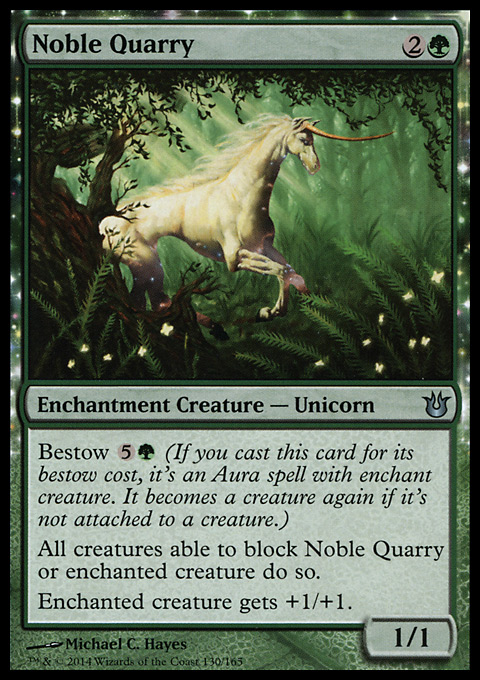 Noble Quarry 2
Enchantment Creature — Unicorn
Bestow 5 (If you cast this card for its
bestow cost, it's an Aura spell with enchant
creature. It becomes a creature again if it's
not attached to a creature.)
All creatures able to block Noble Quarry
or enchanted creature do so.
Enchanted creature gets +1/+1.
1/1
Michael C. Hayes
™ & © 2014 Wizards of the Coast 130/165